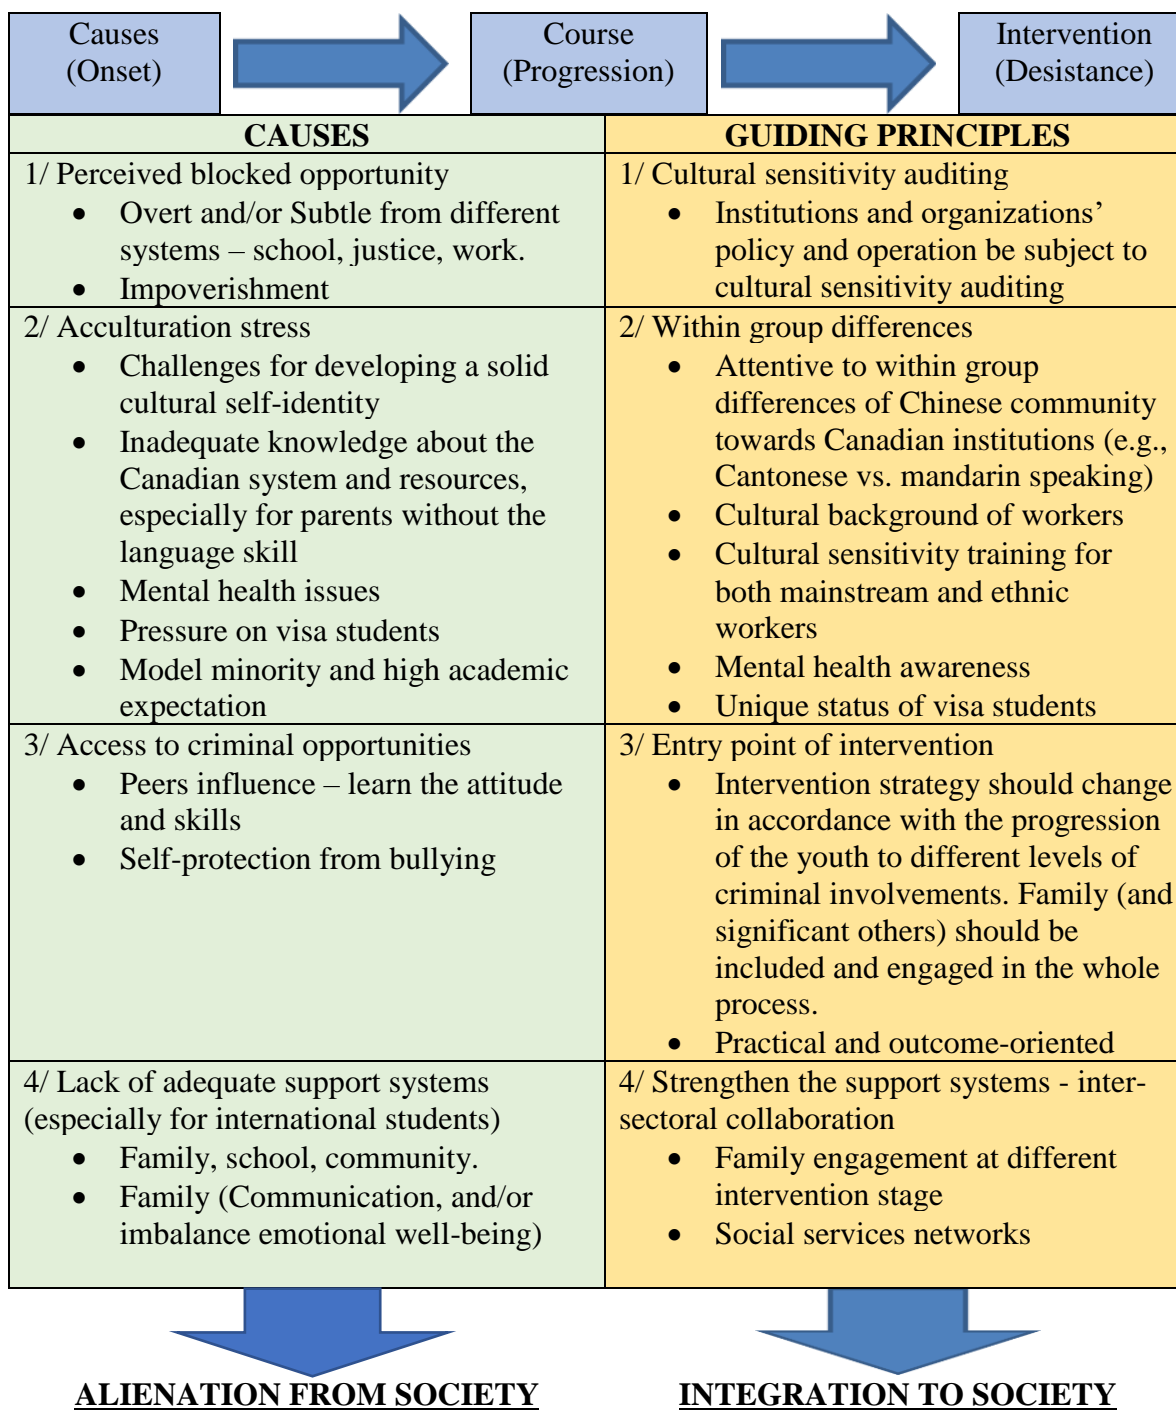 Causes
(Onset)
Course
(Progression)
Intervention
(Desistance)
CAUSES
1/ Perceived blocked opportunity
• Overt and/or Subtle from different
systems – school, justice, work.
• Impoverishment
GUIDING PRINCIPLES
1/ Cultural sensitivity auditing
• Institutions and organizations’
policy and operation be subject to
cultural sensitivity auditing
2/ Acculturation stress
• Challenges for developing a solid
cultural self-identity
• Inadequate knowledge about the
Canadian system and resources,
especially for parents without the
language skill
• Mental health issues
• Pressure on visa students
• Model minority and high academic
expectation
2/ Within group differences
• Attentive to within group
differences of Chinese community
towards Canadian institutions (e.g.,
Cantonese vs. mandarin speaking)
• Cultural background of workers
• Cultural sensitivity training for
both mainstream and ethnic
workers
• Mental health awareness
• Unique status of visa students
3/ Access to criminal opportunities
• Peers influence – learn the attitude
and skills
• Self-protection from bullying
3/ Entry point of intervention
• Intervention strategy should change
in accordance with the progression
of the youth to different levels of
criminal involvements. Family (and
significant others) should be
included and engaged in the whole
process.
• Practical and outcome-oriented
4/ Lack of adequate support systems
(especially for international students)
• Family, school, community.
• Family (Communication, and/or
imbalance emotional well-being)
4/ Strengthen the support systems - inter-
sectoral collaboration
• Family engagement at different
intervention stage
• Social services networks
ALIENATION FROM SOCIETY
INTEGRATION TO SOCIETY